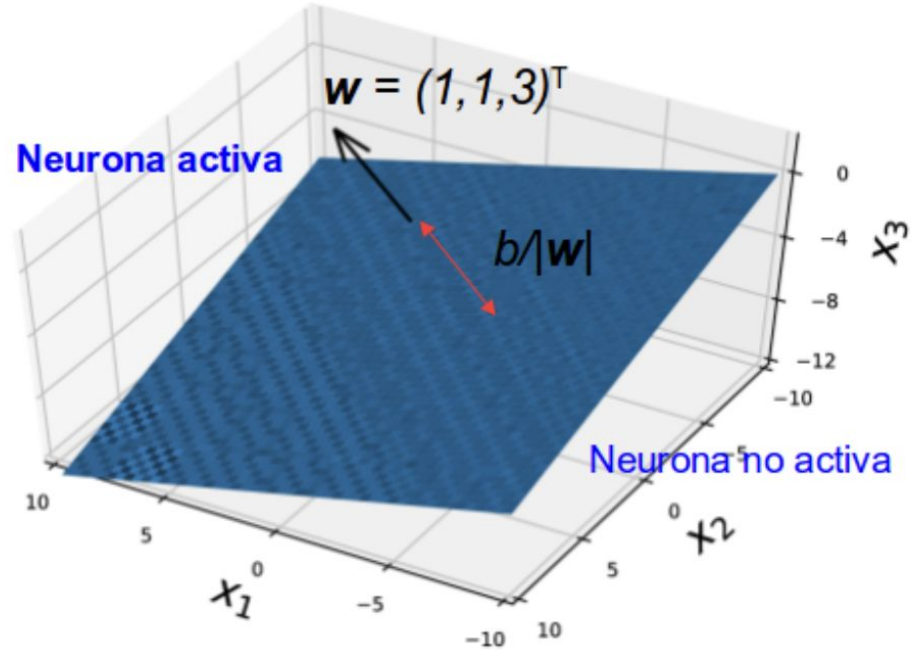 w = (1,1,3)ᵀ
Neurona activa
b/|w|
0
-4
-8
-12
x₃
-10
-5
0
5
10
x₂
Neurona no activa
10
5
0
-5
-10
x₁